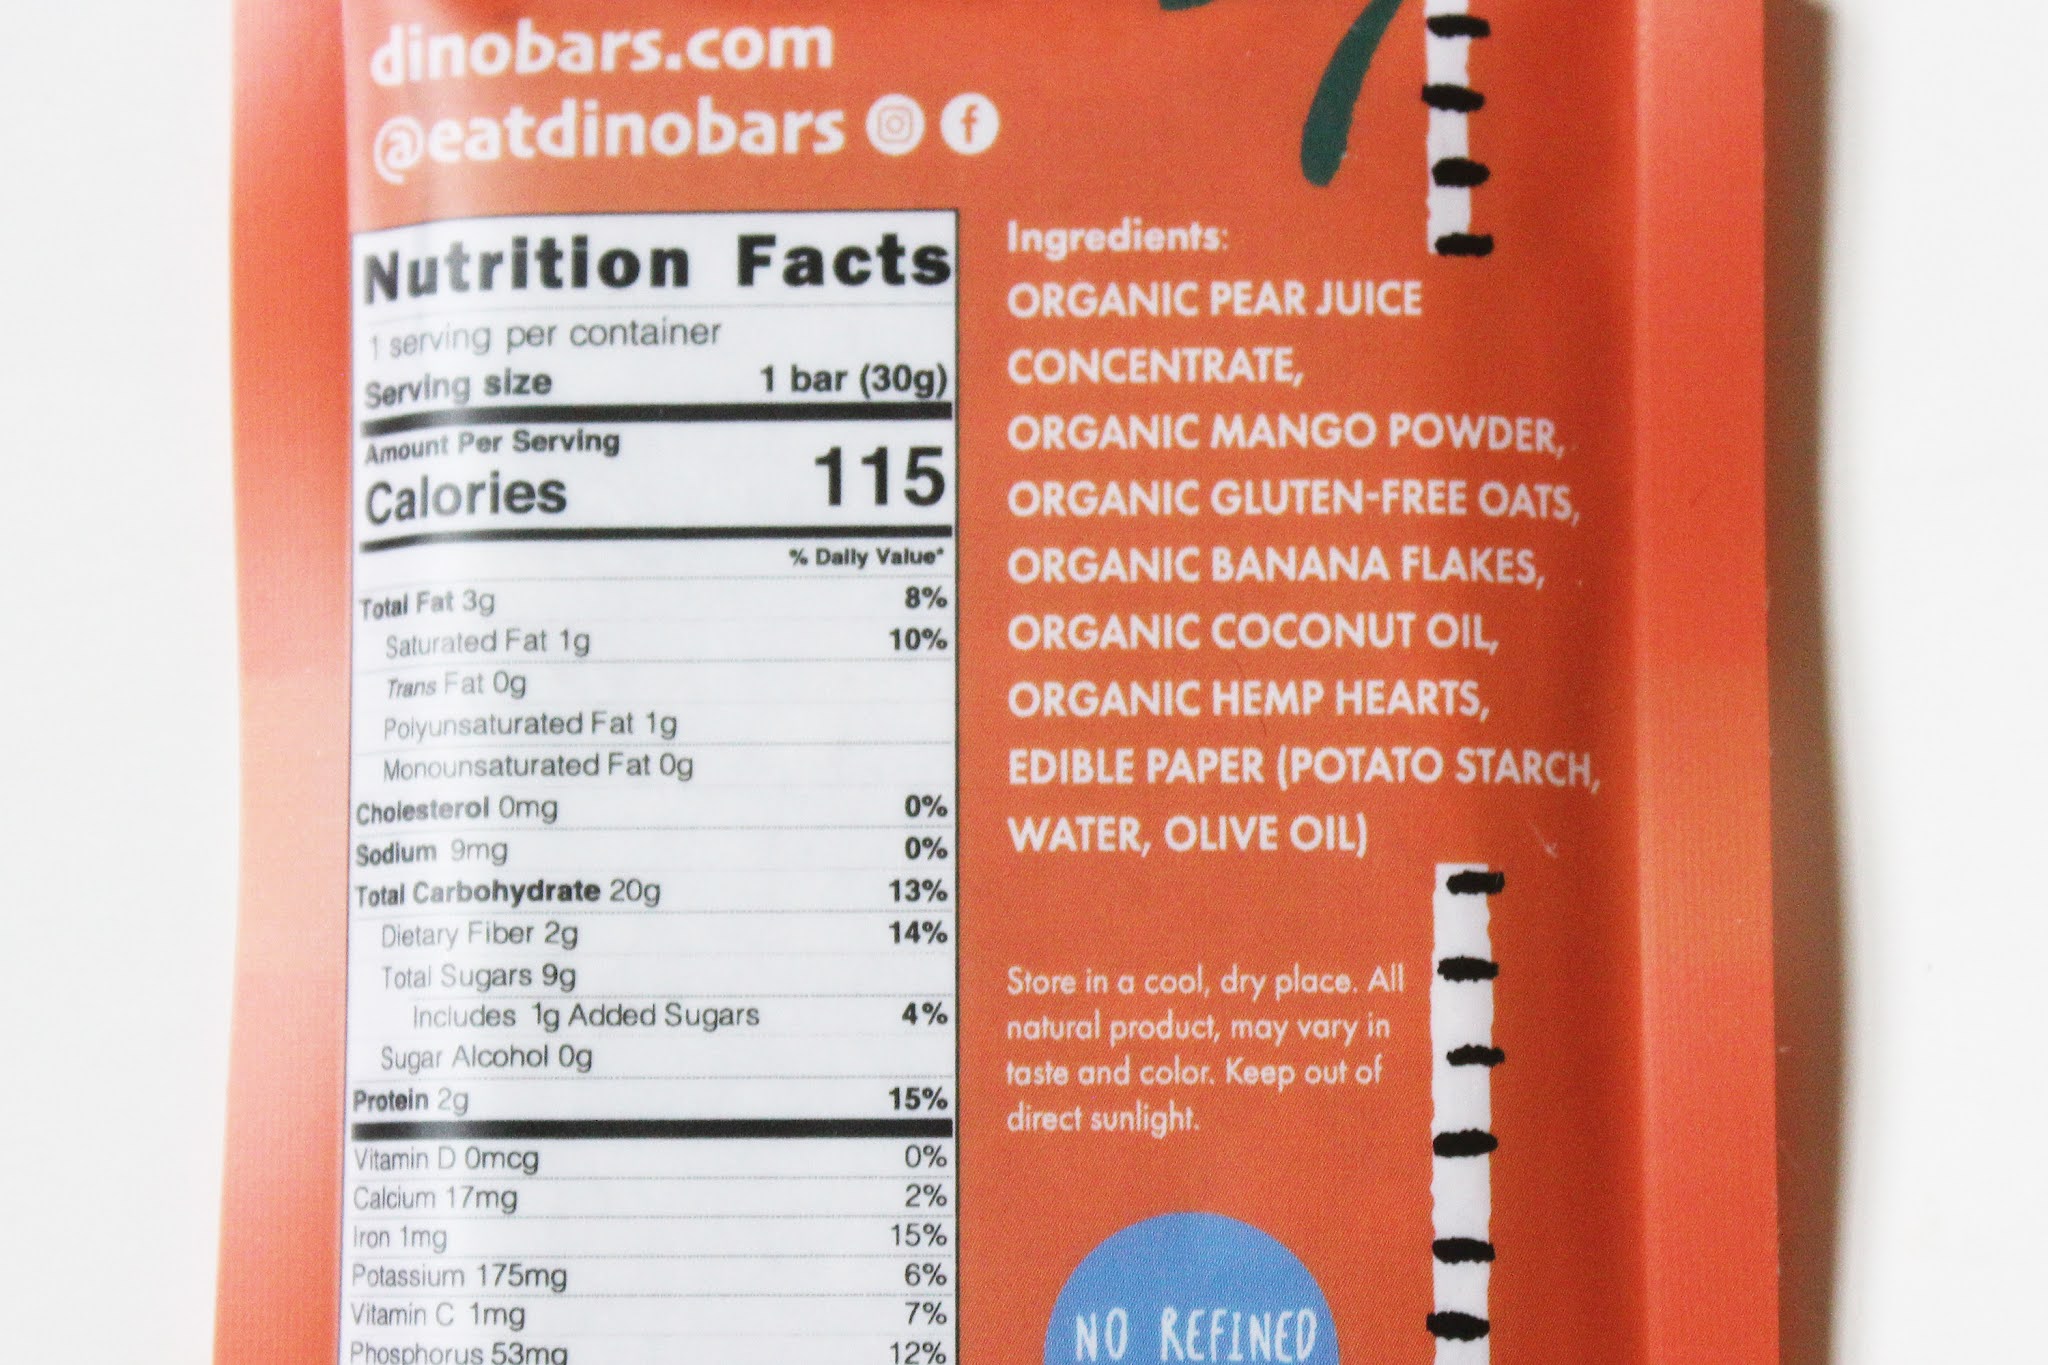 dinobars.com
@eatdinobars
Nutrition Facts
1 serving per container
Serving size 1 bar (30g)
Amount Per Serving
Calories 115
% Daily Value*
Total Fat 3g 8%
Saturated Fat 1g 10%
Trans Fat 0g
Polyunsaturated Fat 1g
Monounsaturated Fat 0g
Cholesterol 0mg 0%
Sodium 9mg 0%
Total Carbohydrate 20g 13%
Dietary Fiber 2g 14%
Total Sugars 9g
Includes 1g Added Sugars 4%
Sugar Alcohol 0g
Protein 2g 15%
Vitamin D 0mcg 0%
Calcium 17mg 2%
Iron 1mg 15%
Potassium 175mg 6%
Vitamin C 1mg 7%
Phosphorus 53mg 12%
Ingredients:
ORGANIC PEAR JUICE
CONCENTRATE,
ORGANIC MANGO POWDER,
ORGANIC GLUTEN-FREE OATS,
ORGANIC BANANA FLAKES,
ORGANIC COCONUT OIL,
ORGANIC HEMP HEARTS,
EDIBLE PAPER (POTATO STARCH,
WATER, OLIVE OIL)
Store in a cool, dry place. All
natural product, may vary in
taste and color. Keep out of
direct sunlight.
NO REFINED